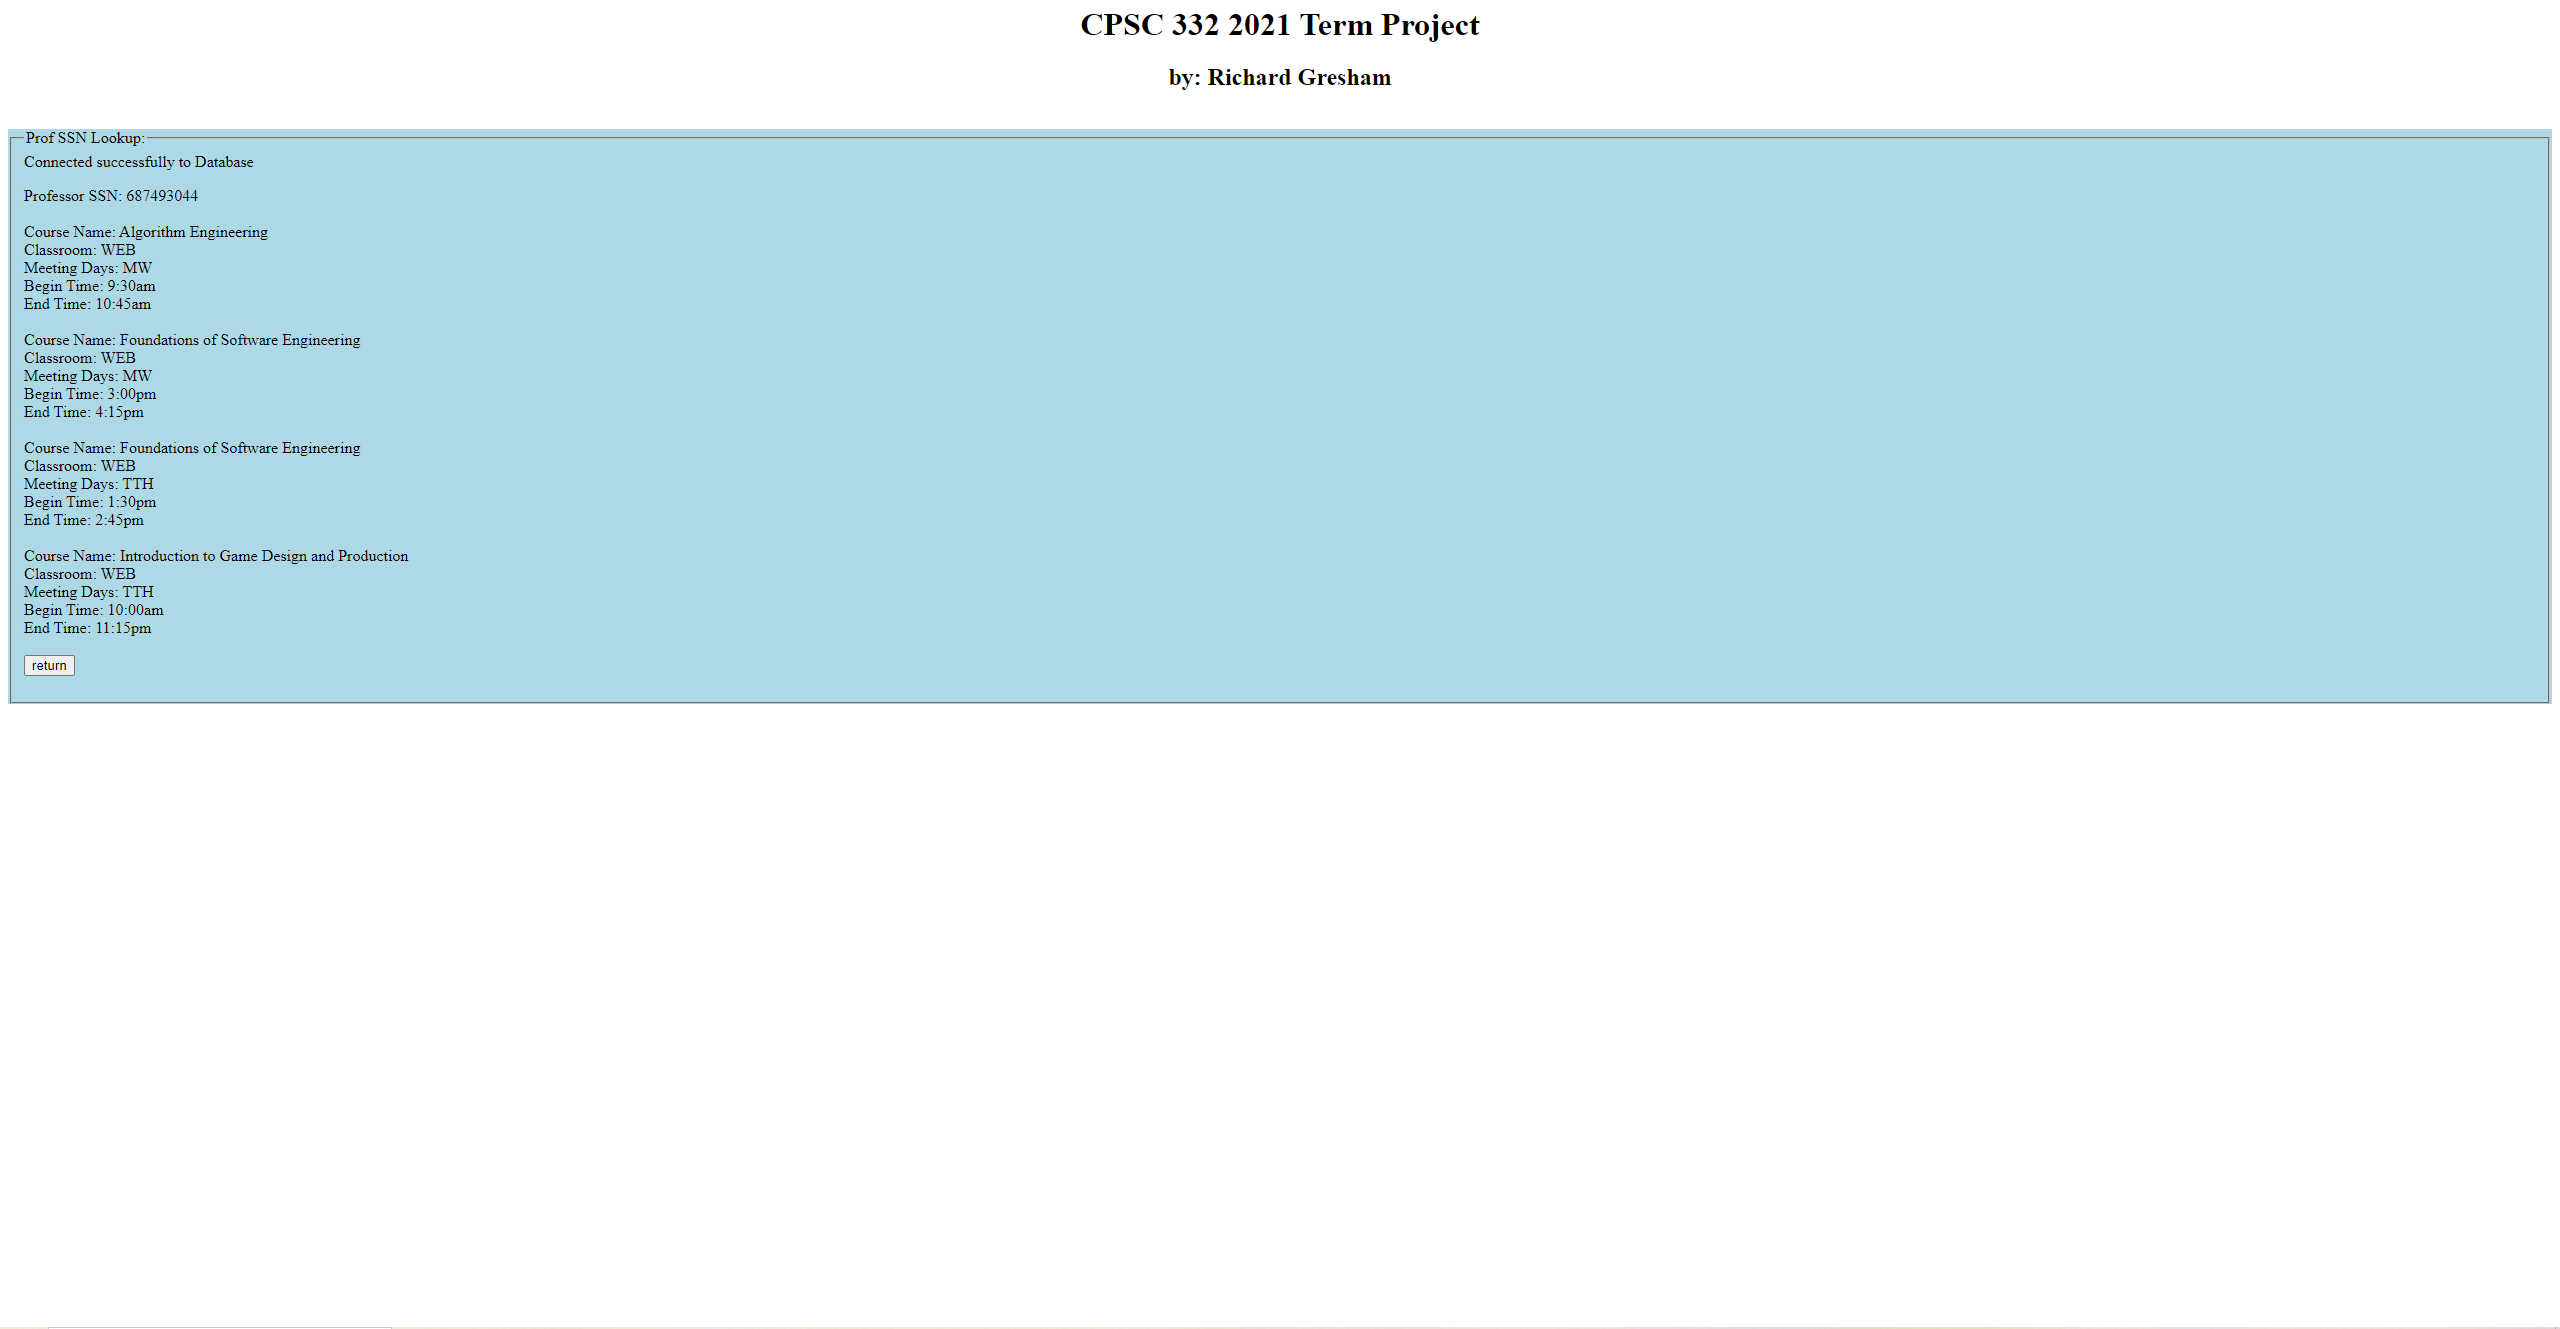 CPSC 332 2021 Term Project
by: Richard Gresham
Prof SSN Lookup:
Connected successfully to Database
Professor SSN: 687493044
Course Name: Algorithm Engineering
Classroom: WEB
Meeting Days: MW
Begin Time: 9:30am
End Time: 10:45am
Course Name: Foundations of Software Engineering
Classroom: WEB
Meeting Days: MW
Begin Time: 3:00pm
End Time: 4:15pm
Course Name: Foundations of Software Engineering
Classroom: WEB
Meeting Days: TTH
Begin Time: 1:30pm
End Time: 2:45pm
Course Name: Introduction to Game Design and Production
Classroom: WEB
Meeting Days: TTH
Begin Time: 10:00am
End Time: 11:15pm
return